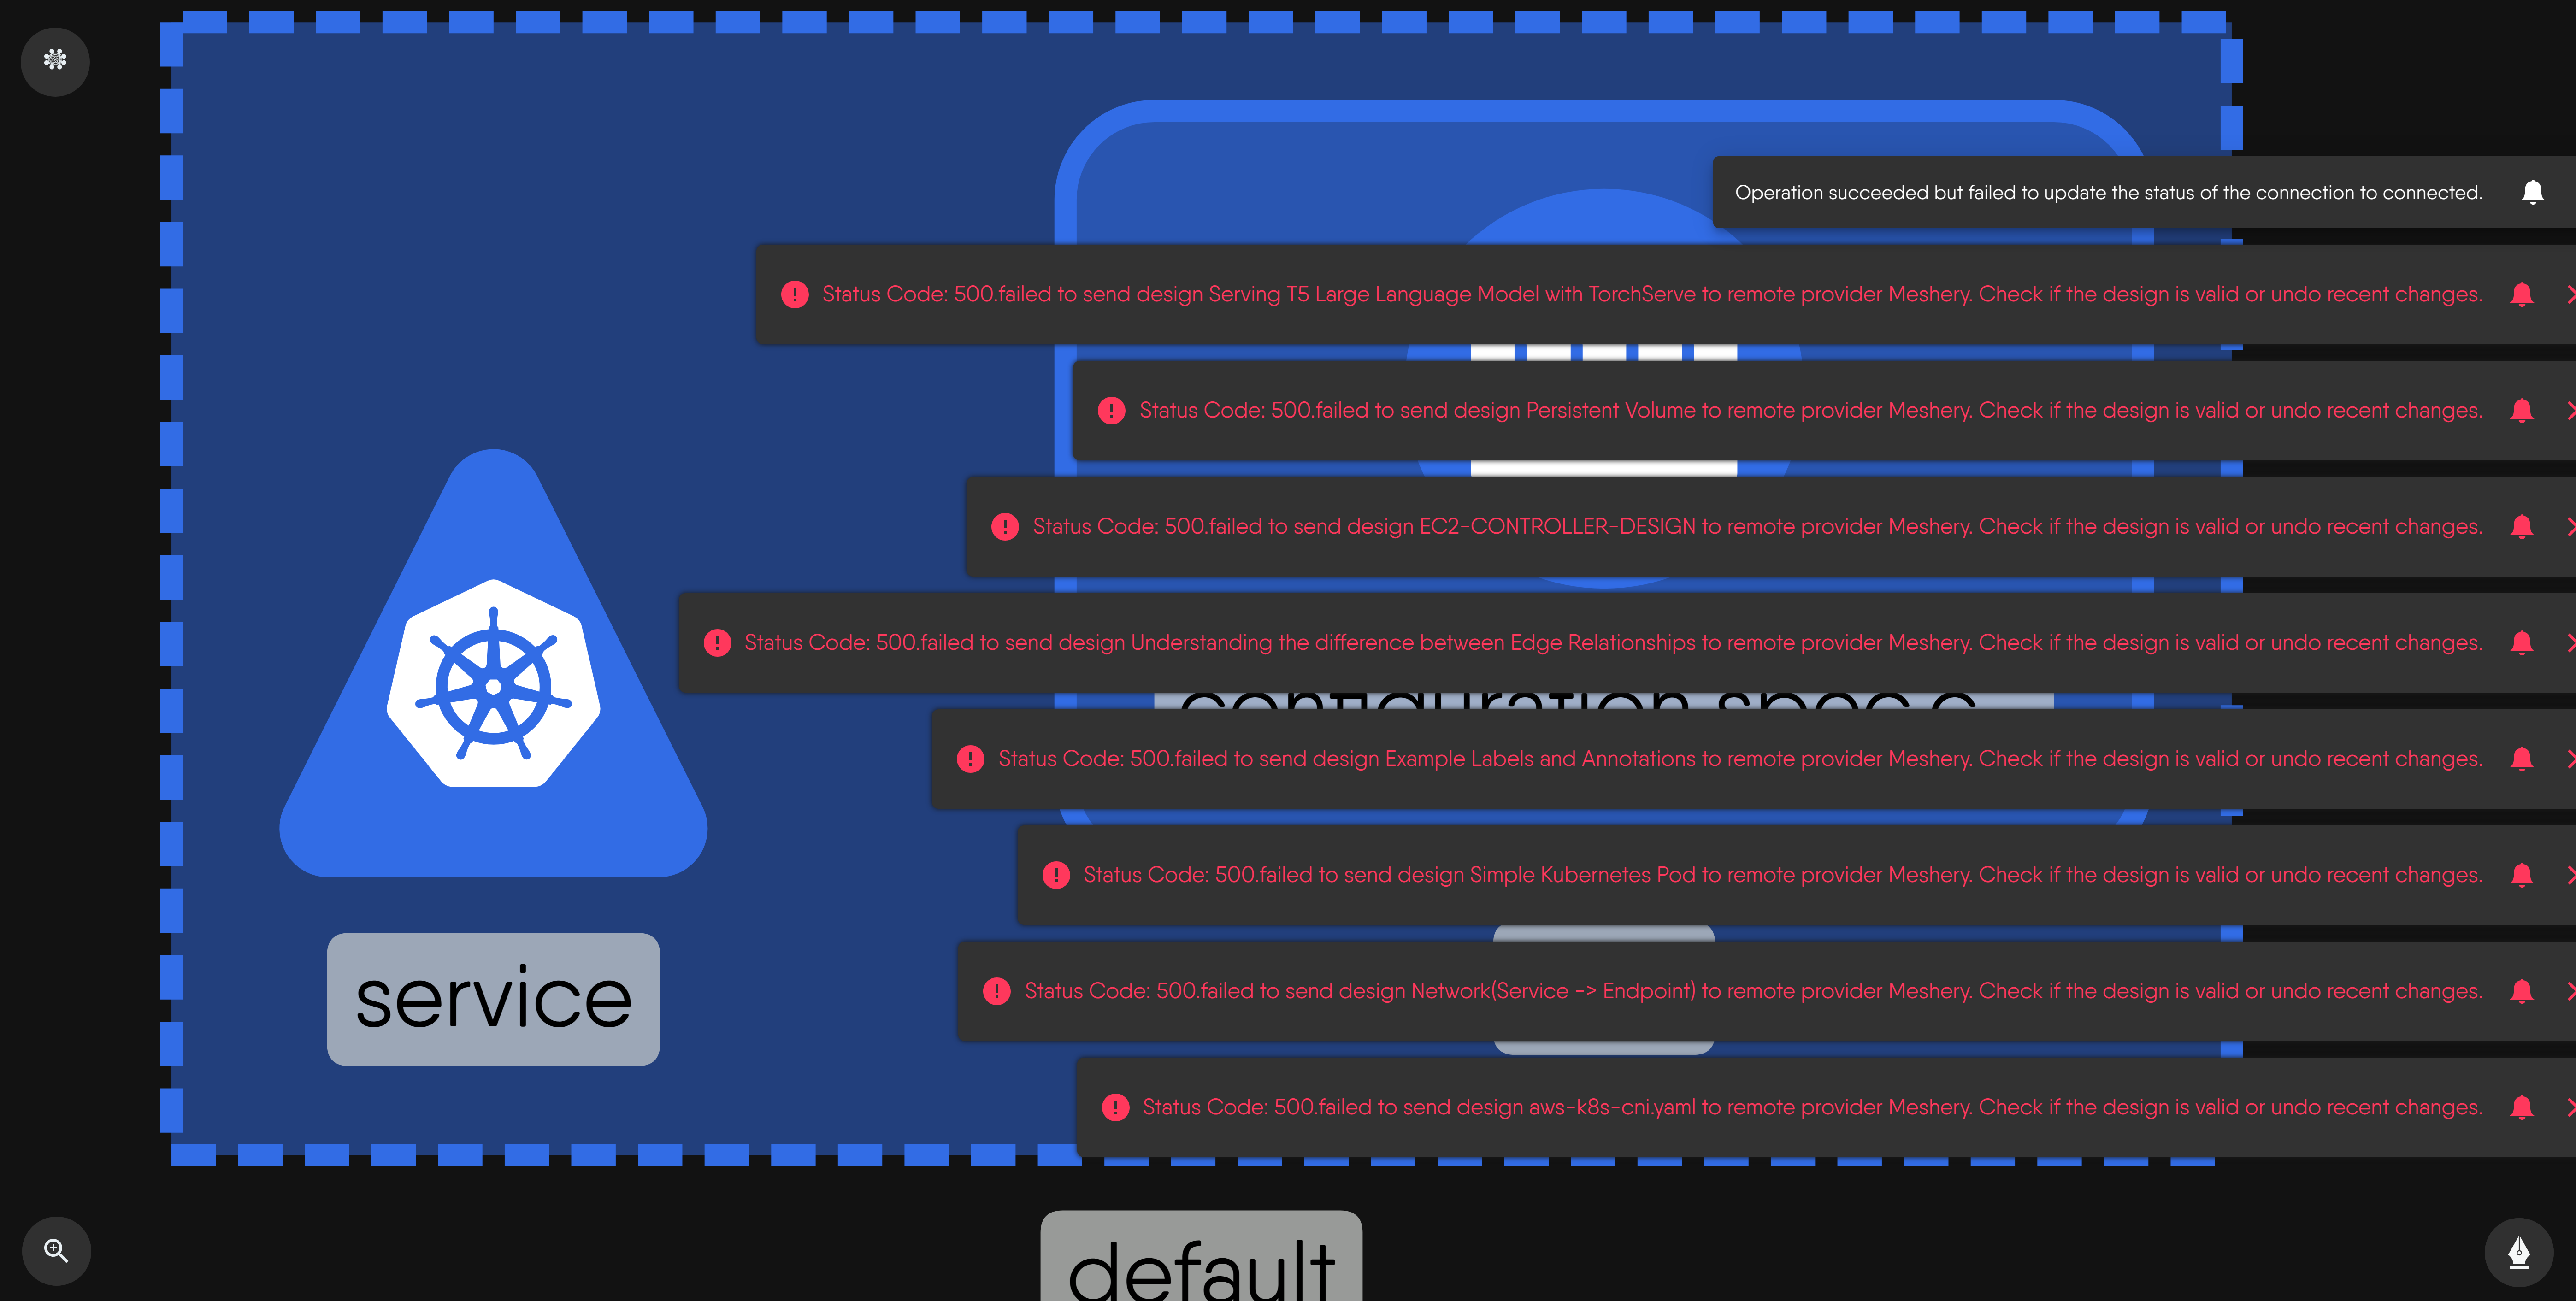 Operation succeeded but failed to update the status of the connection to connected.
Status Code: 500.failed to send design Serving T5 Large Language Model with TorchServe to remote provider Meshery. Check if the design is valid or undo recent changes.
Status Code: 500.failed to send design Persistent Volume to remote provider Meshery. Check if the design is valid or undo recent changes.
Status Code: 500.failed to send design EC2-CONTROLLER-DESIGN to remote provider Meshery. Check if the design is valid or undo recent changes.
Status Code: 500.failed to send design Understanding the difference between Edge Relationships to remote provider Meshery. Check if the design is valid or undo recent changes.
Status Code: 500.failed to send design Example Labels and Annotations to remote provider Meshery. Check if the design is valid or undo recent changes.
Status Code: 500.failed to send design Simple Kubernetes Pod to remote provider Meshery. Check if the design is valid or undo recent changes.
Status Code: 500.failed to send design Network(Service -> Endpoint) to remote provider Meshery. Check if the design is valid or undo recent changes.
Status Code: 500.failed to send design aws-k8s-cni.yaml to remote provider Meshery. Check if the design is valid or undo recent changes.
service
default